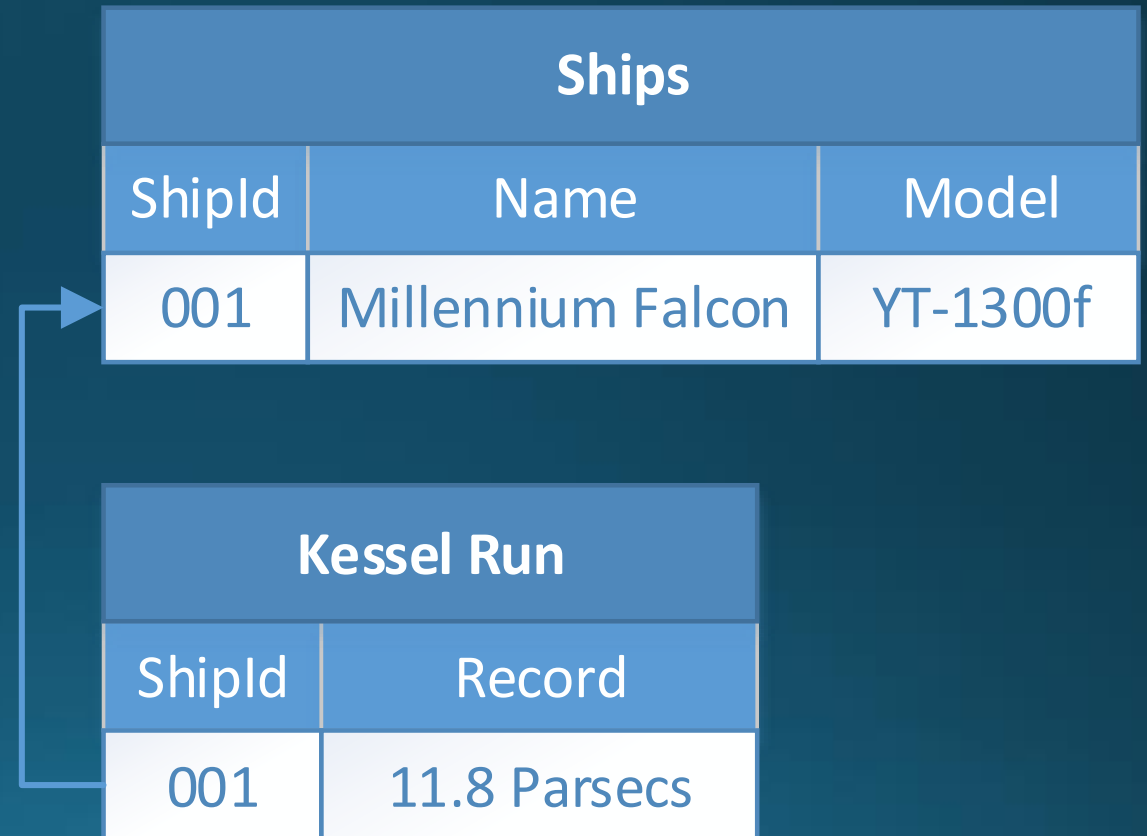 Ships
ShipId Name Model
001 Millennium Falcon YT-1300f
Kessel Run
ShipId Record
001 11.8 Parsecs